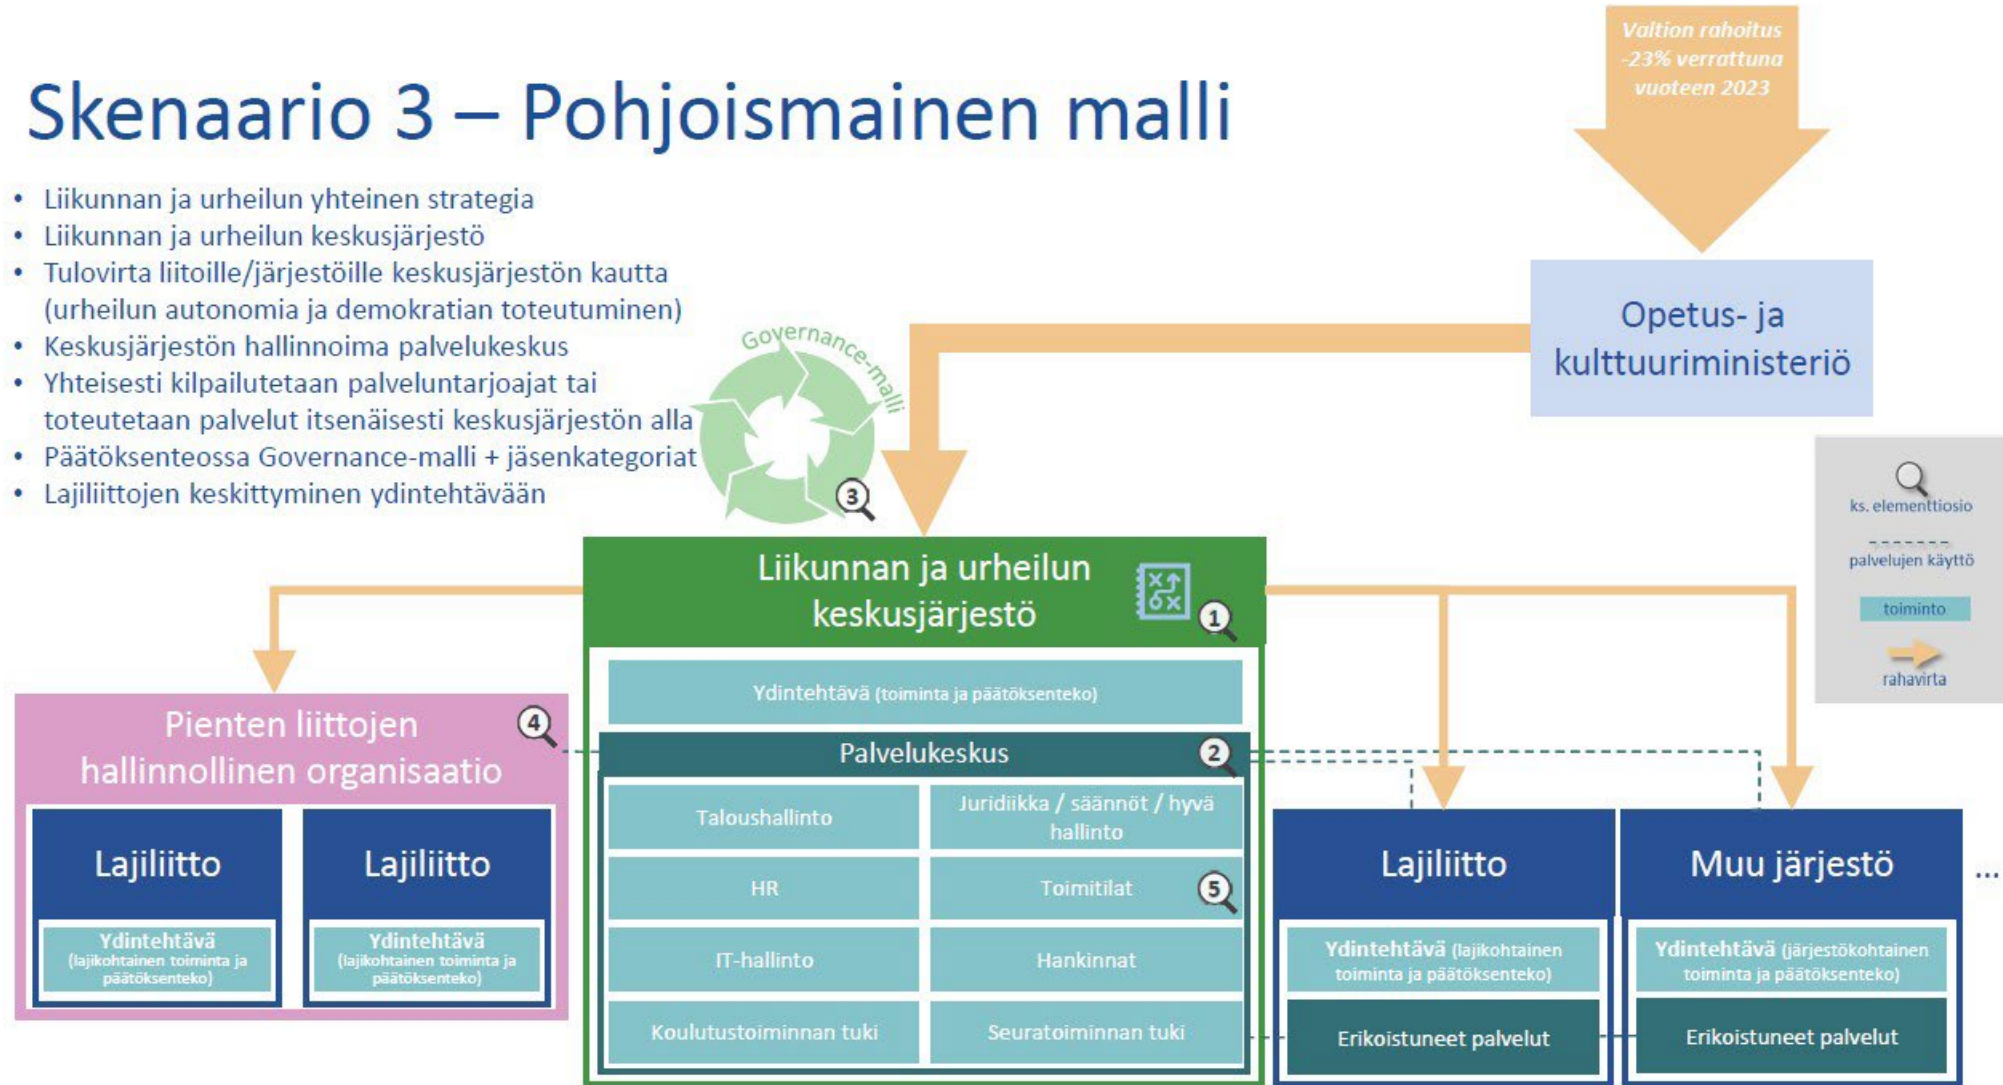 Valtion rahoitus
-23% verrattuna
vuoteen 2023
Skenaario 3 – Pohjoismainen malli
• Liikunnan ja urheilun yhteinen strategia
• Liikunnan ja urheilun keskusjärjestö
• Tulovirta liitoille/järjestöille keskusjärjestön kautta
(urheilun autonomia ja demokratian toteutuminen)
• Keskusjärjestön hallinnoima palvelukeskus
• Yhteisesti kilpailutetaan palveluntarjoajat tai
toteutetaan palvelut itsenäisesti keskusjärjestön alla
• Päätöksenteossa Governance-malli + jäsenkategoriat
• Lajiliittojen keskittyminen ydintehtävään
Governance-malli
3
Opetus- ja
kulttuuriministeriö
ks. elementtiosio
palvelujen käyttö
toiminto
rahavirta
Liikunnan ja urheilun
keskusjärjestö
1
Ydintehtävä (toiminta ja päätöksenteko)
Palvelukeskus
2
Taloushallinto
Juridiikka / säännöt / hyvä
hallinto
HR
Toimitilat
5
IT-hallinto
Hankinnat
Koulutustoiminnan tuki
Seuratoiminnan tuki
Pienten liittojen
hallinnollinen organisaatio
4
Lajiliitto
Ydintehtävä
(lajikohtainen toiminta ja
päätöksenteko)
Lajiliitto
Ydintehtävä
(lajikohtainen toiminta ja
päätöksenteko)
Lajiliitto
Ydintehtävä (lajikohtainen
toiminta ja päätöksenteko)
Erikoistuneet palvelut
Muu järjestö
Ydintehtävä (järjestökohtainen
toiminta ja päätöksenteko)
Erikoistuneet palvelut
...